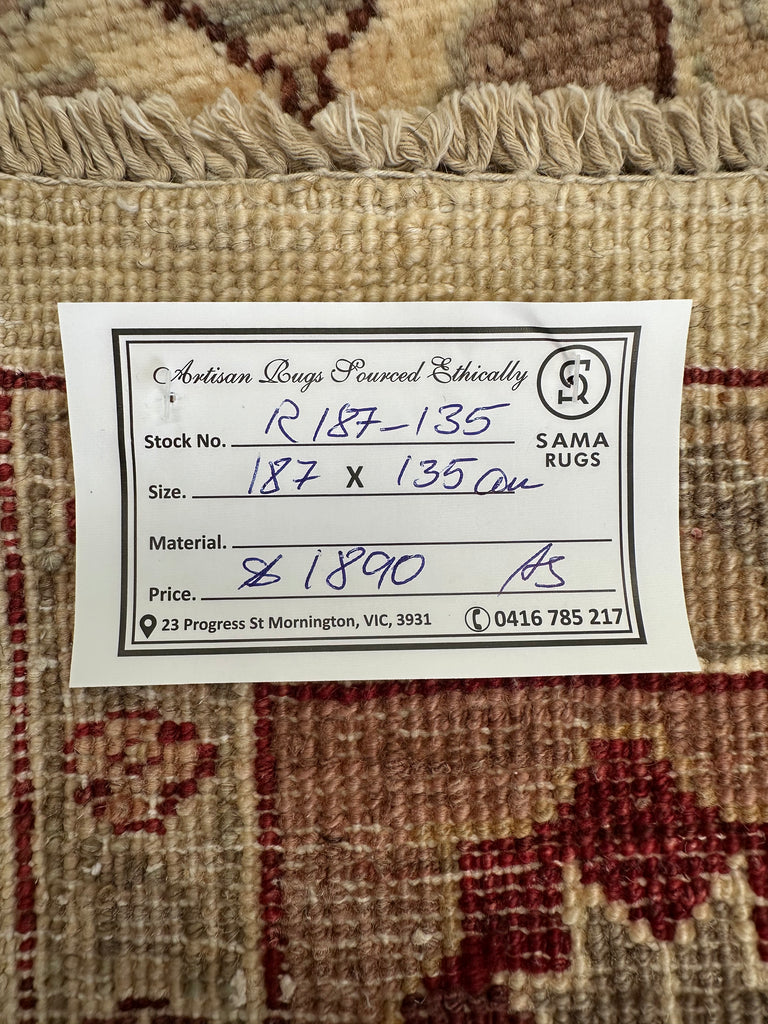 Artisan Rugs Sourced Ethically
SAMA
RUGS
Stock No. R187-135
Size. 187 X 135 cm
Material.
Price. $1890 AS
23 Progress St Mornington, VIC, 3931
0416 785 217